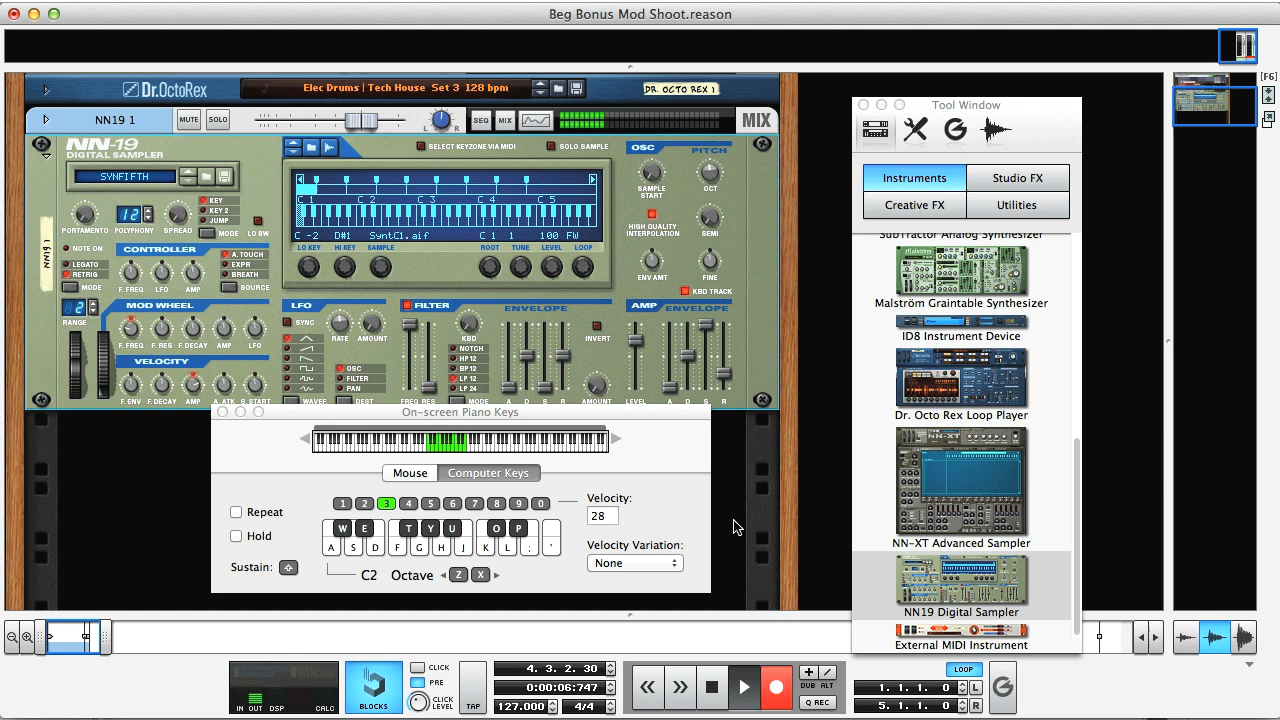 Beg Bonus Mod Shoot.reason
[F6]
Dr.OctoRex
Elec Drums | Tech House Set 3 128 bpm
DR. OCTO REX 1
NN19 1
MUTE SOLO
L R
SEQ MIX
MIX
NN-19
DIGITAL SAMPLER
SYNFIFTH
SELECT KEYZONE VIA MIDI
SOLO SAMPLE
OSC PITCH
SAMPLE START
OCT
C 1 C 2 C 3 C 4 C 5
KEY
KEY 2
JUMP
12
PORTAMENTO POLYPHONY SPREAD MODE LO BW
HIGH QUALITY INTERPOLATION
SEMI
C -2 D#1 SyntC1.aif C 1 1 100 FW
LO KEY HI KEY SAMPLE ROOT TUNE LEVEL LOOP
NN19 1
NOTE ON
CONTROLLER
LEGATO
RETRIG
MODE
A.TOUCH
EXPR
BREATH
SOURCE
F. FREQ LFO AMP
ENV AMT FINE
KBD TRACK
2
RANGE
MOD WHEEL
F. FREQ F. RES F.DECAY AMP LFO
VELOCITY
F. ENV F.DECAY AMP A. ATK S. START
LFO
SYNC
RATE AMOUNT
OSC
FILTER
PAN
WAVEF. DEST
FILTER ENVELOPE
KBD
INVERT
NOTCH
HP 12
BP 12
LP 12
LP 24
FREQ RES MODE A D S R AMOUNT
AMP ENVELOPE
LEVEL A D S R
On-screen Piano Keys
Mouse Computer Keys
1 2 3 4 5 6 7 8 9 0
Repeat
Hold
Sustain:
W E T Y U O P
A S D F G H J K L ; '
C2 Octave Z X
Velocity:
28
Velocity Variation:
None
Tool Window
Instruments Studio FX
Creative FX Utilities
SubTractor Analog Synthesizer
Malström Graintable Synthesizer
ID8 Instrument Device
Dr. Octo Rex Loop Player
NN-XT
NN-XT Advanced Sampler
NN19 Digital Sampler
External MIDI Instrument
IN OUT DSP CALC
BLOCKS
CLICK
PRE
CLICK LEVEL
TAP
4. 3. 2. 30
0:00:06:747
127.000 4/4
DUB ALT
Q REC
LOOP
1. 1. 1. 0 L
5. 1. 1. 0 R